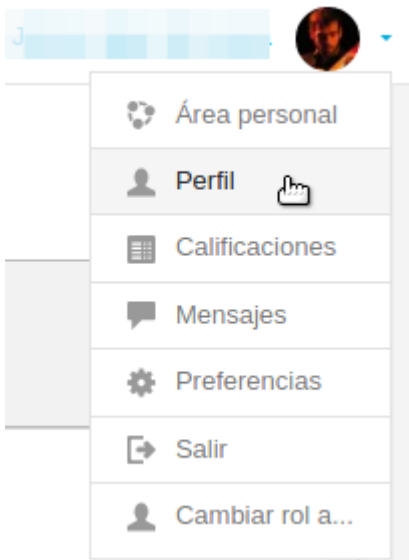 J
Área personal
Perfil
Calificaciones
Mensajes
Preferencias
Salir
Cambiar rol a...